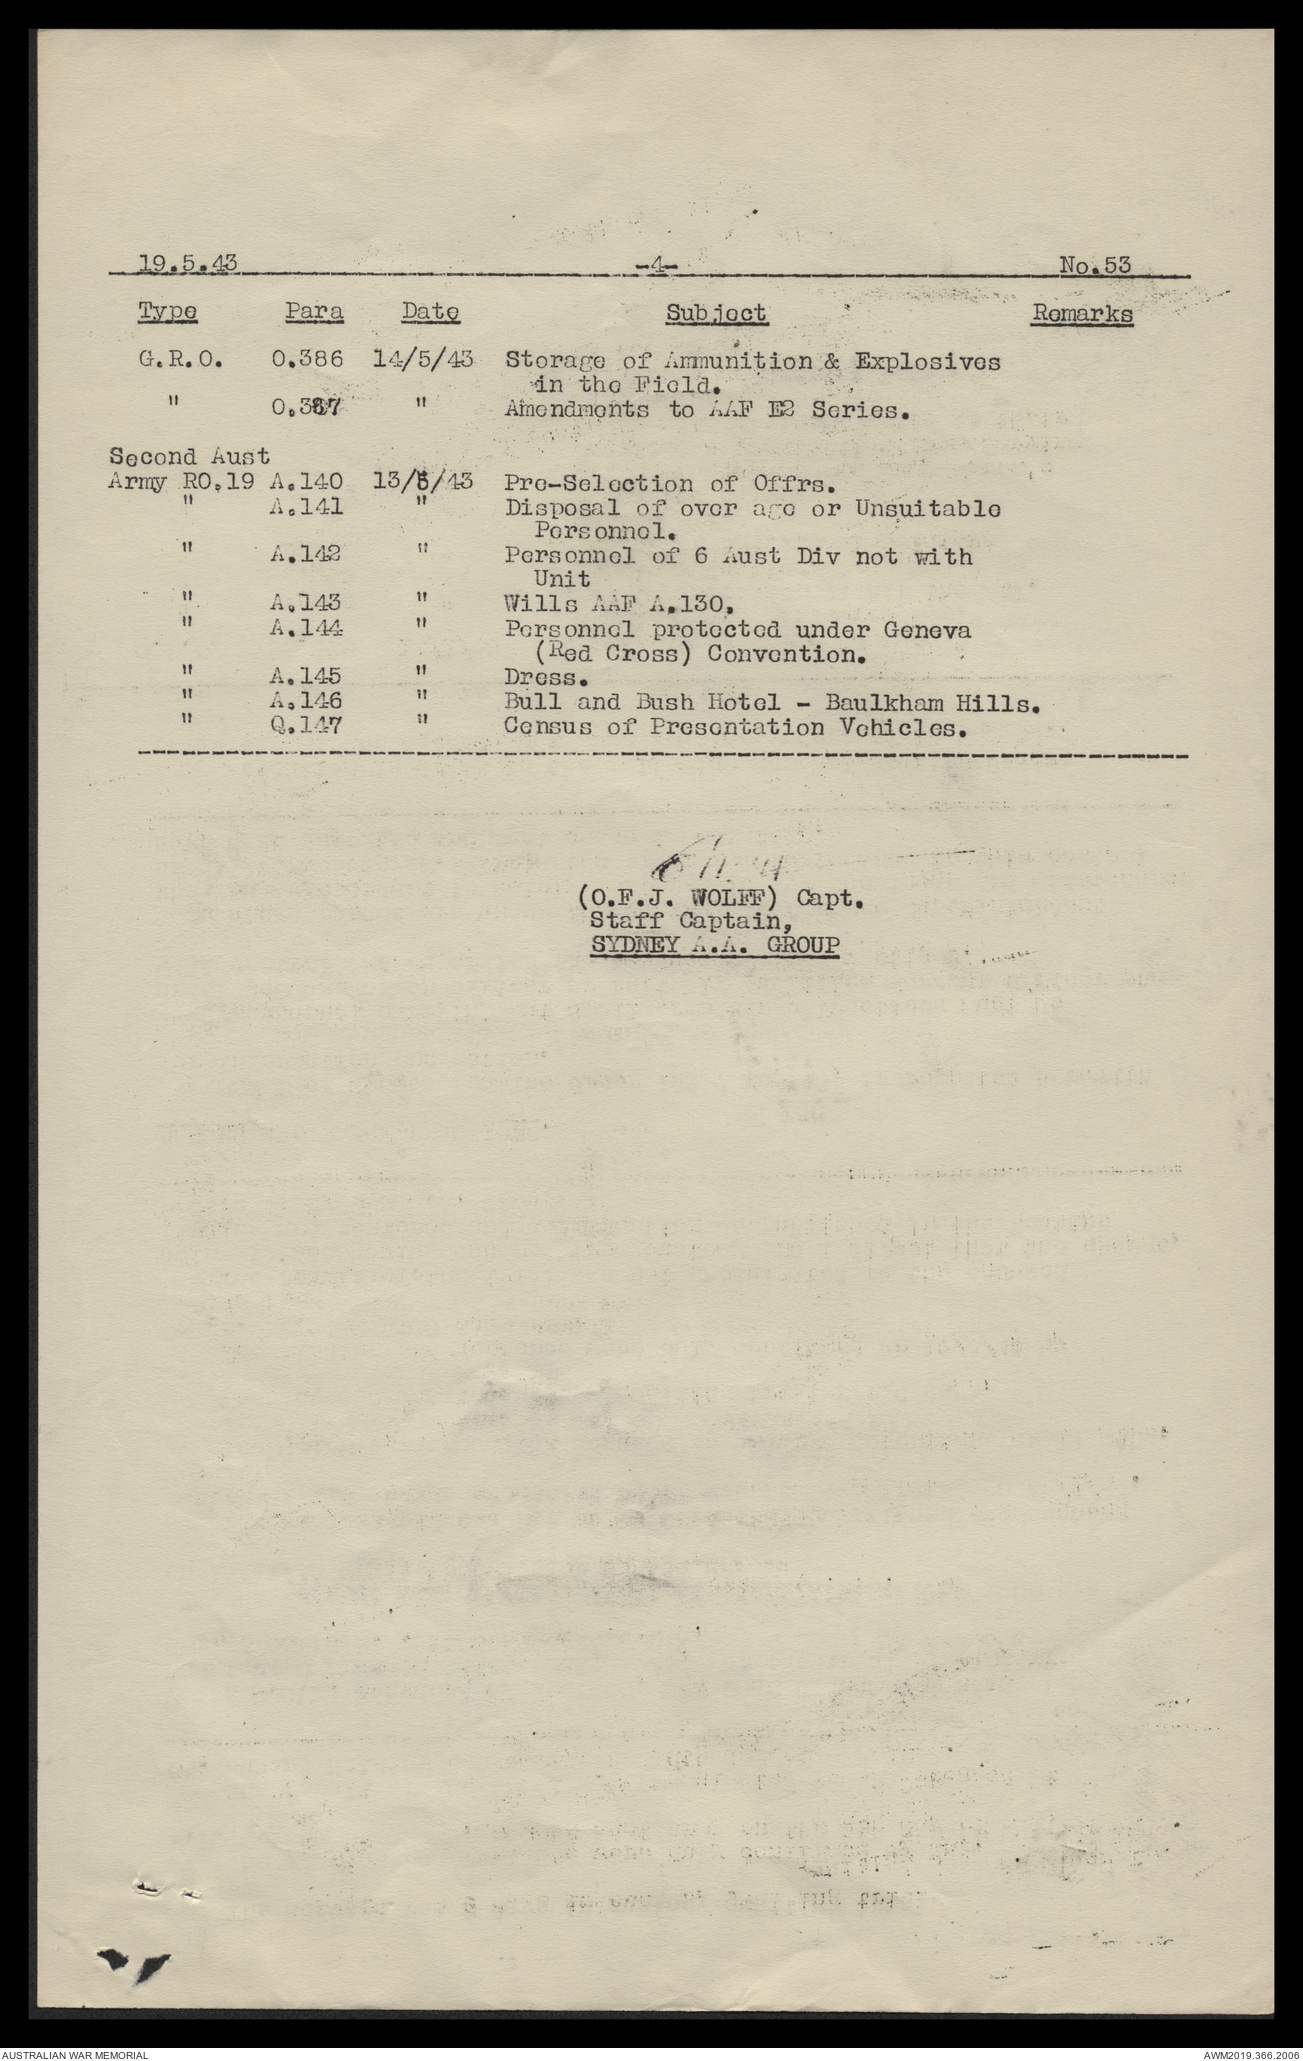 19.5.43 -4- No.53
Type Para Date Subject Remarks
G.R.O. O.386 14/5/43 Storage of Ammunition & Explosives
in the Field.
" O.387 " Amendments to AAF E2 Series.
Second Aust
Army RO.19 A.140 13/5/43 Pre-Selection of Offrs.
" A.141 " Disposal of over age or Unsuitable
Personnel.
" A.142 " Personnel of 6 Aust Div not with
Unit
" A.143 " Wills AAF A.130.
" A.144 " Personnel protected under Geneva
(Red Cross) Convention.
" A.145 " Dress.
" A.146 " Bull and Bush Hotel - Baulkham Hills.
" Q.147 " Census of Presentation Vehicles.
(O.F.J. WOLFF) Capt.
Staff Captain,
SYDNEY A.A. GROUP
AUSTRALIAN WAR MEMORIAL AWM2019.366.2006